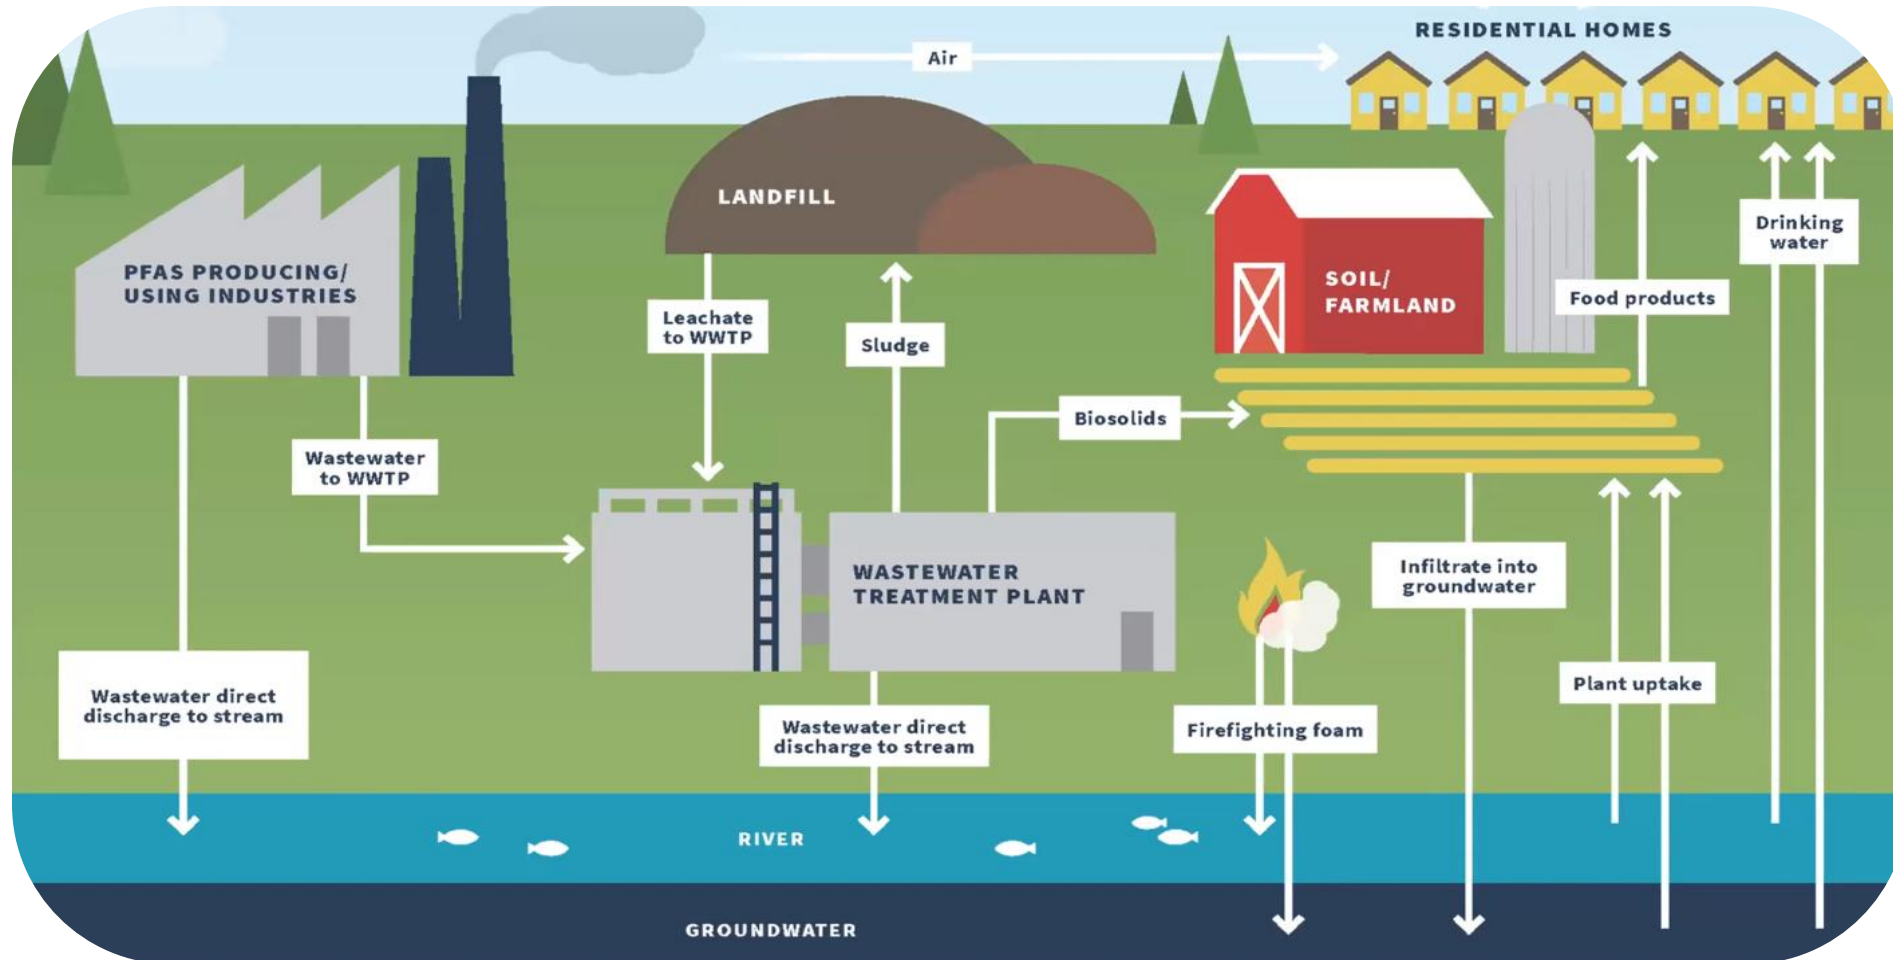 RESIDENTIAL HOMES
Air
LANDFILL
PFAS PRODUCING/
USING INDUSTRIES
SOIL/
FARMLAND
Drinking
water
Food products
Leachate
to WWTP
Sludge
Biosolids
Wastewater
to WWTP
WASTEWATER
TREATMENT PLANT
Infiltrate into
groundwater
Plant uptake
Wastewater direct
discharge to stream
Wastewater direct
discharge to stream
Firefighting foam
RIVER
GROUNDWATER